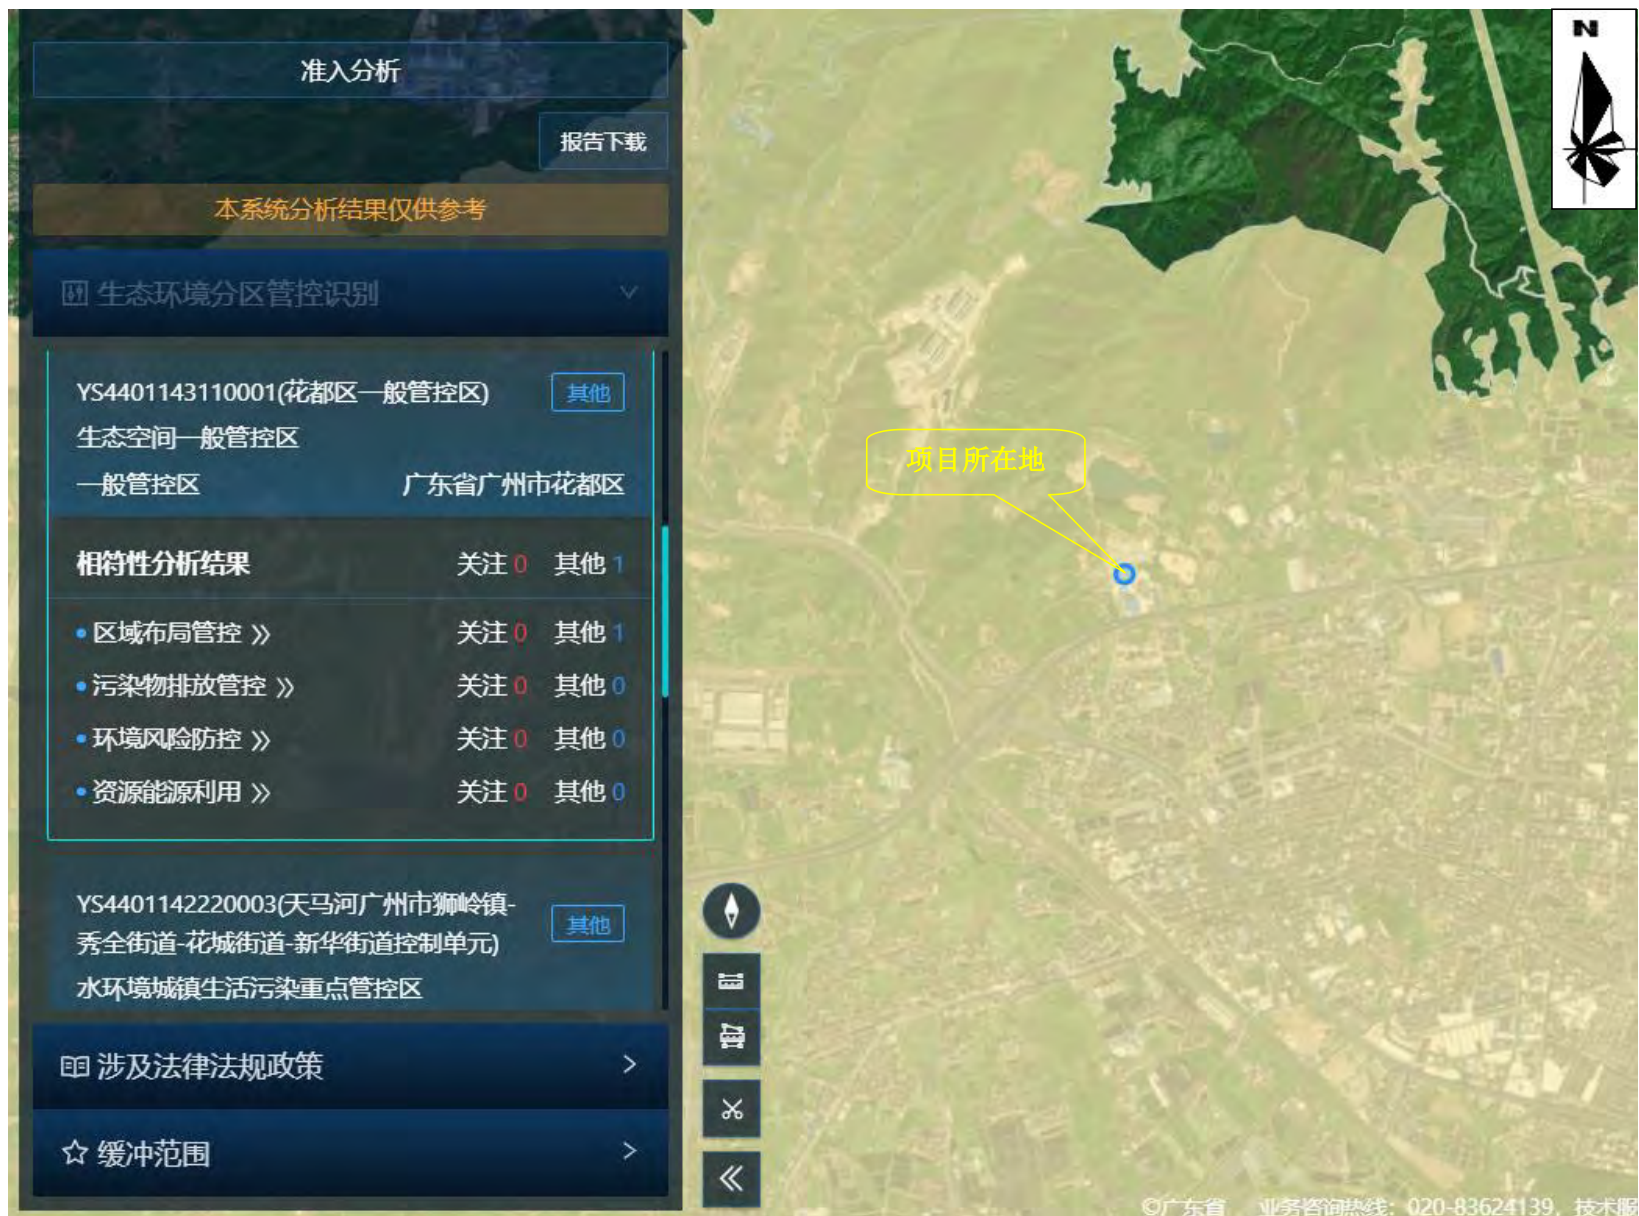 准入分析
报告下载
本系统分析结果仅供参考
生态环境分区管控识别
YS4401143110001(花都区一般管控区)
其他
生态空间一般管控区
一般管控区 广东省广州市花都区
相符性分析结果 关注 0 其他 1
区域布局管控 关注 0 其他 1
污染物排放管控 关注 0 其他 0
环境风险防控 关注 0 其他 0
资源能源利用 关注 0 其他 0
YS4401142220003(天马河广州市狮岭镇-
秀全街道-花城街道-新华街道控制单元)
其他
水环境城镇生活污染重点管控区
涉及法律法规政策
缓冲范围
N
项目所在地
©广东省 业务咨询热线：020-83624139，技术服